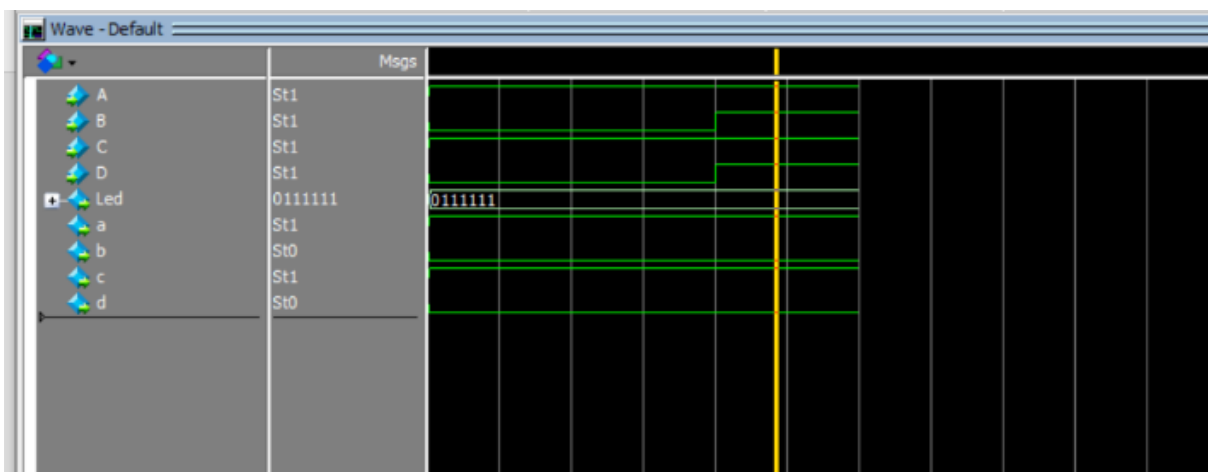 Wave - Default
Msgs
A St1
B St1
C St1
D St1
Led 0111111 0111111
a St1
b St0
c St1
d St0